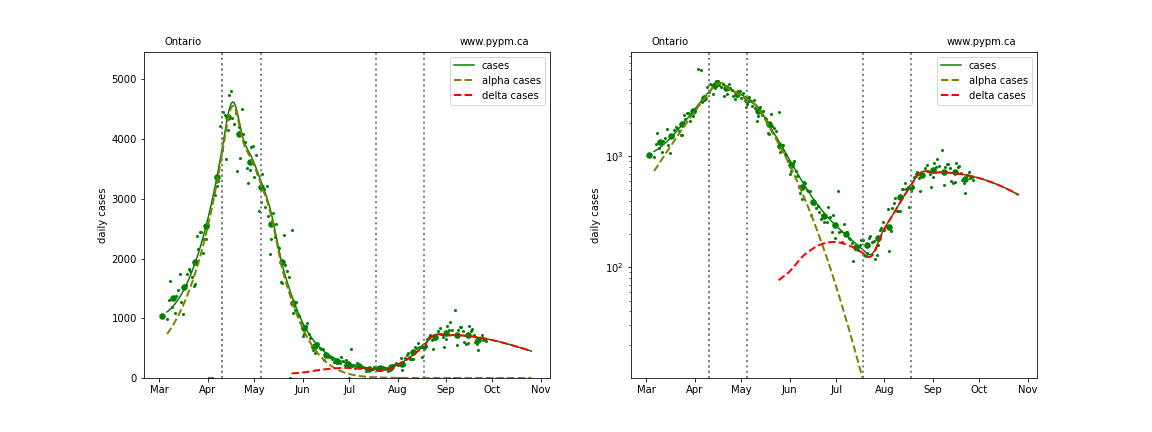 Ontario www.pypm.ca
cases
alpha cases
delta cases
daily cases
5000
4000
3000
2000
1000
0
Mar Apr May Jun Jul Aug Sep Oct Nov
Ontario www.pypm.ca
cases
alpha cases
delta cases
daily cases
10³
10²
Mar Apr May Jun Jul Aug Sep Oct Nov